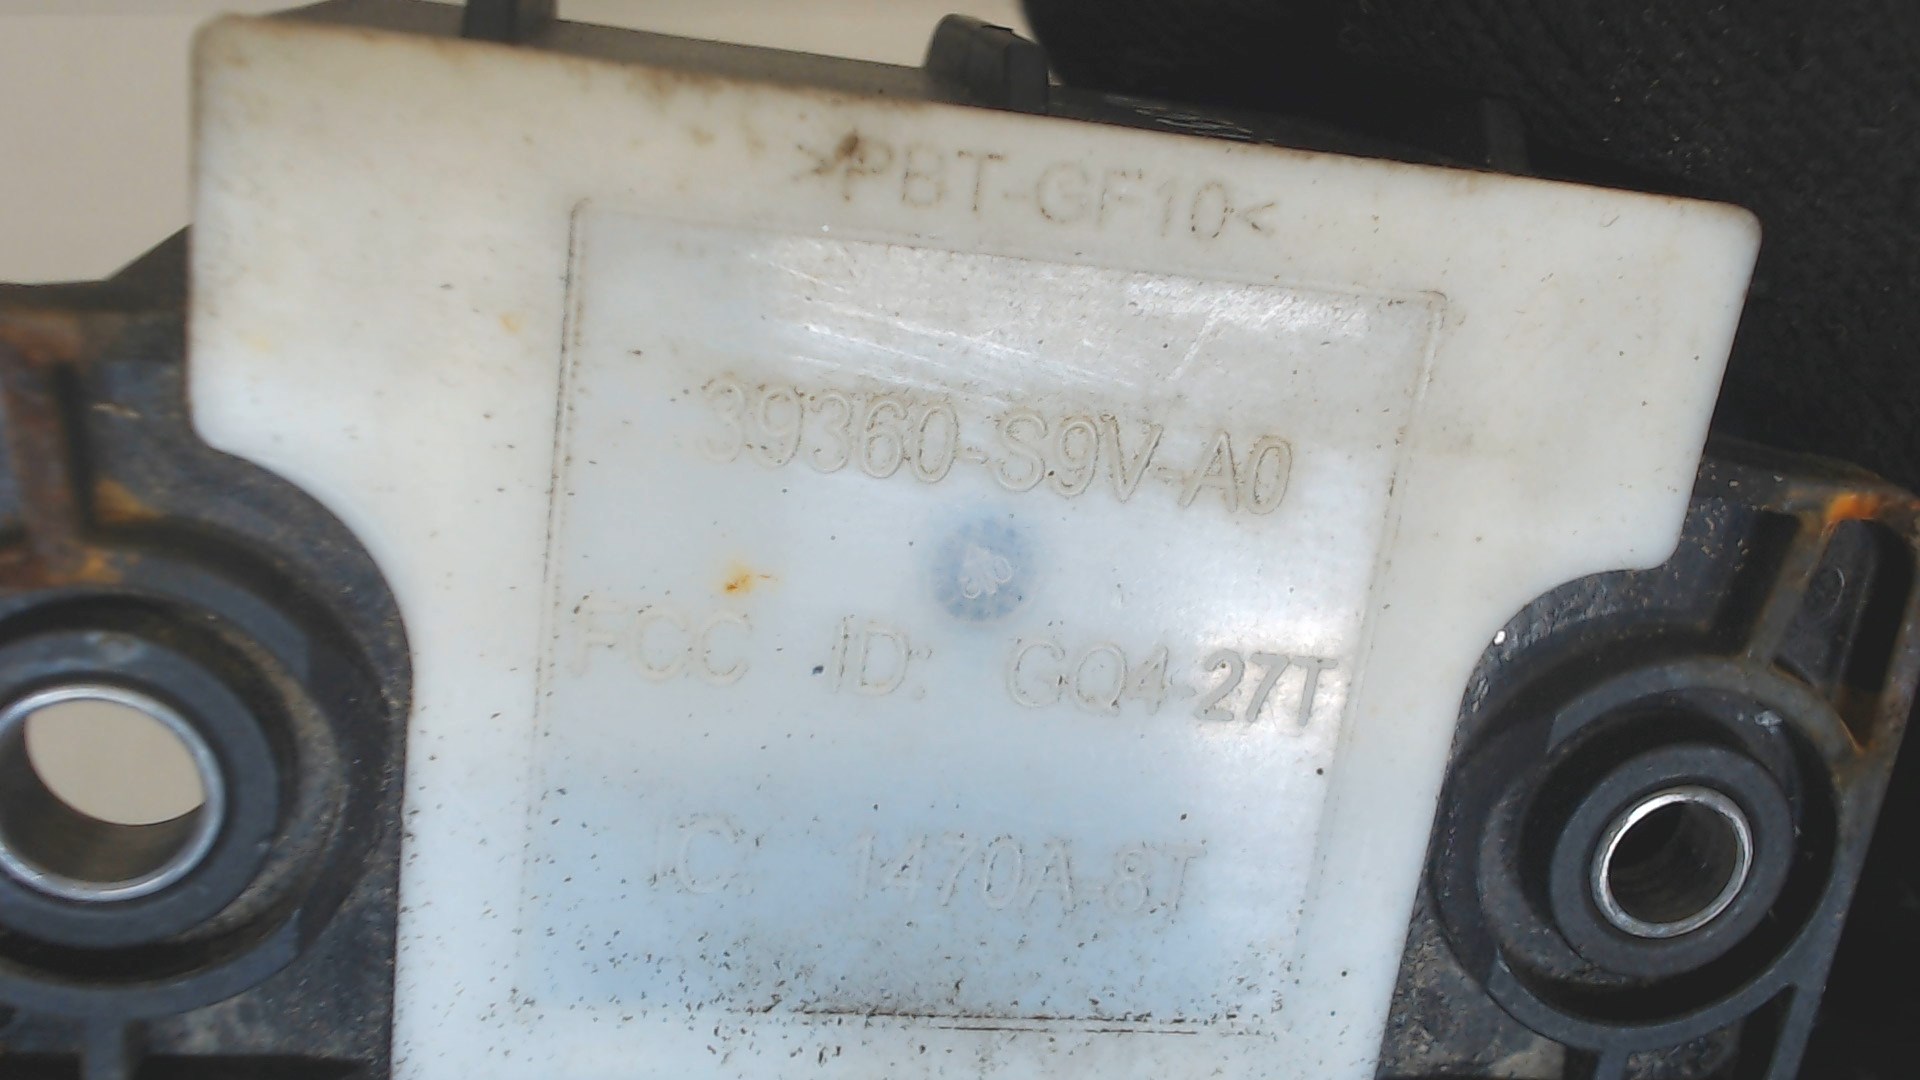 >PBT-GF10<
39360-S9V-A0
FCC ID: GQ4-27T
IC: 1470A-8T